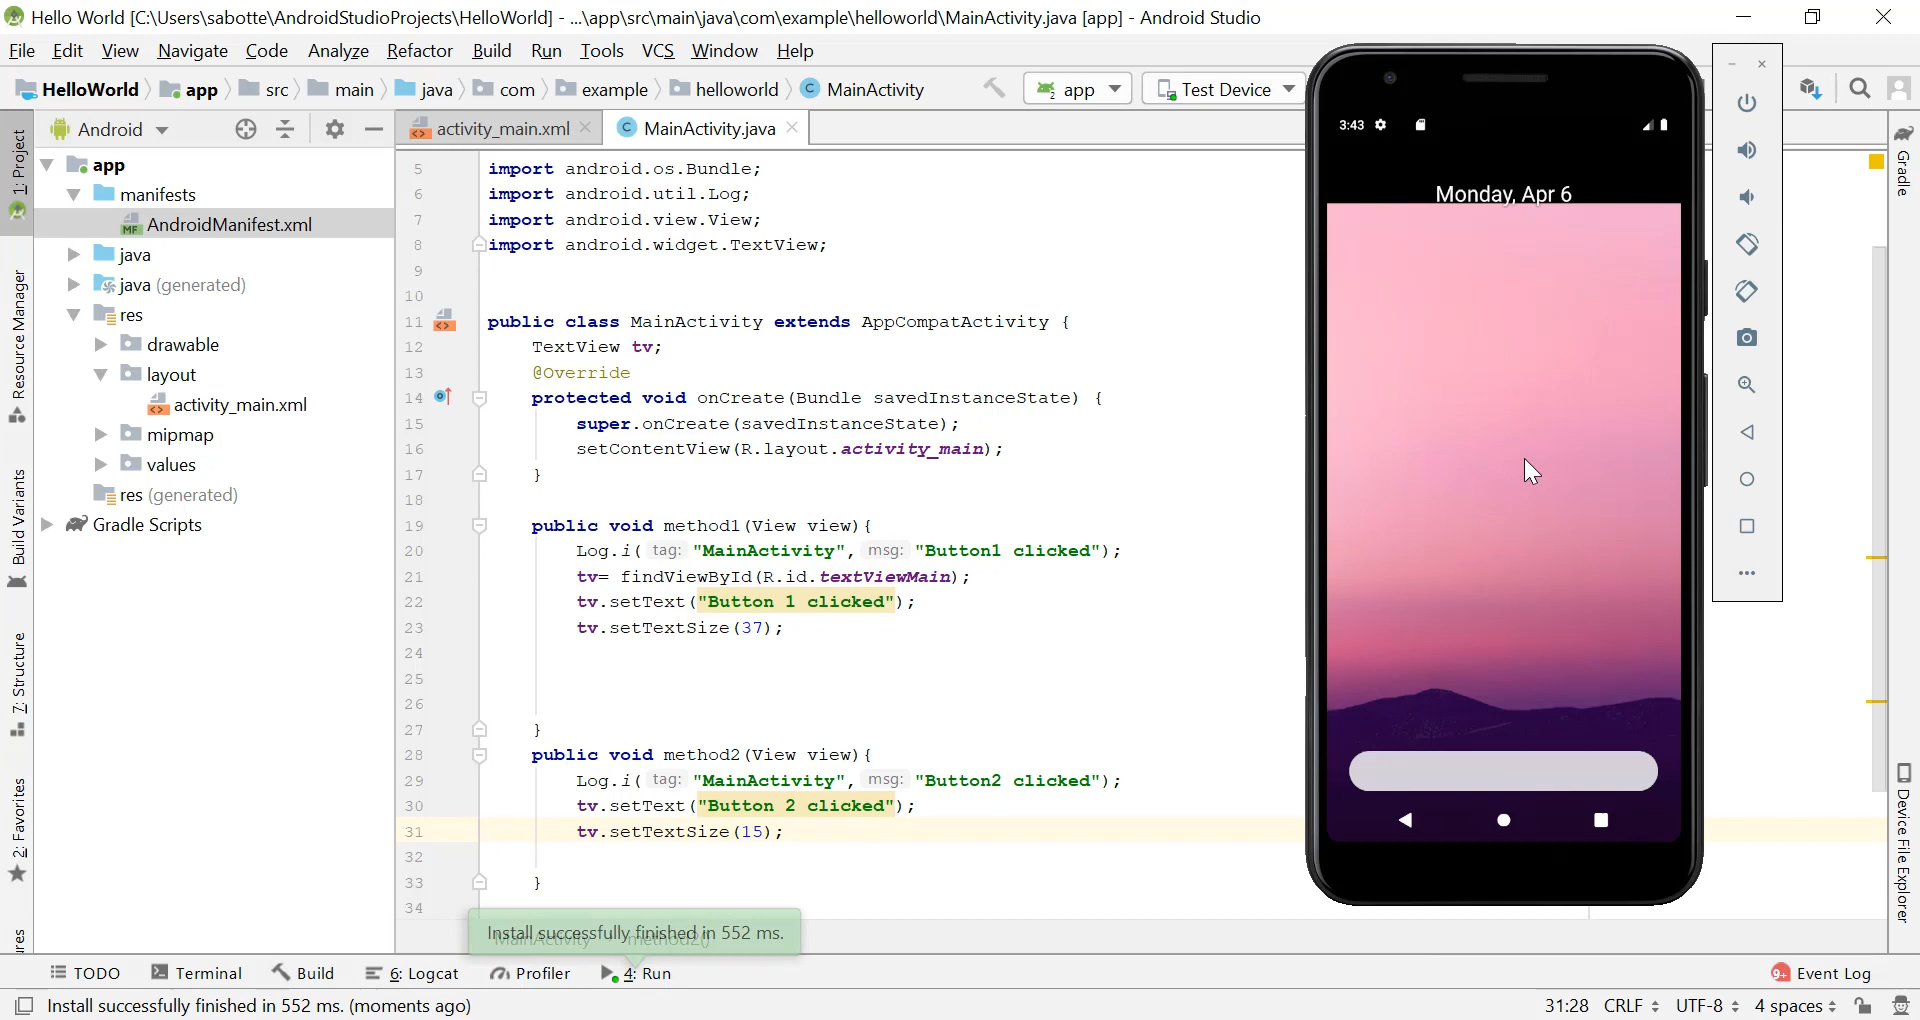 Hello World [C:\Users\sabotte\AndroidStudioProjects\HelloWorld] - ...\app\src\main\java\com\example\helloworld\MainActivity.java [app] - Android Studio
File Edit View Navigate Code Analyze Refactor Build Run Tools VCS Window Help
HelloWorld app src main java com example helloworld MainActivity app Test Device
Android activity_main.xml MainActivity.java
1: Project
Resource Manager
Build Variants
7: Structure
2: Favorites
app
manifests
AndroidManifest.xml
java
java (generated)
res
drawable
layout
activity_main.xml
mipmap
values
res (generated)
Gradle Scripts
5 import android.os.Bundle;
6 import android.util.Log;
7 import android.view.View;
8 import android.widget.TextView;
9
10
11 public class MainActivity extends AppCompatActivity {
12 TextView tv;
13 @Override
14 protected void onCreate(Bundle savedInstanceState) {
15 super.onCreate(savedInstanceState);
16 setContentView(R.layout.activity_main);
17 }
18
19 public void method1(View view){
20 Log.i( tag: "MainActivity", msg: "Button1 clicked");
21 tv= findViewById(R.id.textViewMain);
22 tv.setText("Button 1 clicked");
23 tv.setTextSize(37);
24
25
26
27 }
28 public void method2(View view){
29 Log.i( tag: "MainActivity", msg: "Button2 clicked");
30 tv.setText("Button 2 clicked");
31 tv.setTextSize(15);
32
33 }
34
MainActivity method2()
Install successfully finished in 552 ms.
3:43
Monday, Apr 6
Gradle
Device File Explorer
TODO Terminal Build 6: Logcat Profiler 4: Run 9+ Event Log
Install successfully finished in 552 ms. (moments ago) 31:28 CRLF UTF-8 4 spaces